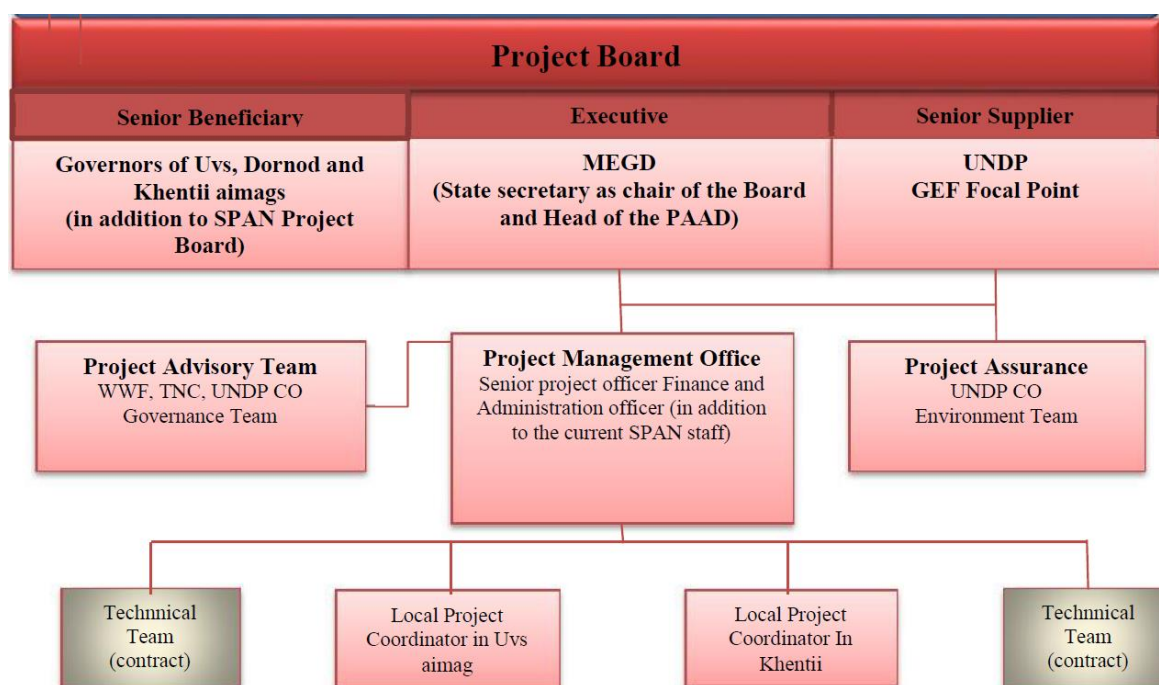 Project Board
Senior Beneficiary
Executive
Senior Supplier
Governors of Uvs, Dornod and
Khentii aimags
(in addition to SPAN Project
Board)
MEGD
(State secretary as chair of the Board
and Head of the PAAD)
UNDP
GEF Focal Point
Project Advisory Team
WWF, TNC, UNDP CO
Governance Team
Project Management Office
Senior project officer Finance and
Administration officer (in addition
to the current SPAN staff)
Project Assurance
UNDP CO
Environment Team
Technnical
Team
(contract)
Local Project
Coordinator in Uvs
aimag
Local Project
Coordinator In
Khentii
Technnical
Team
(contract)